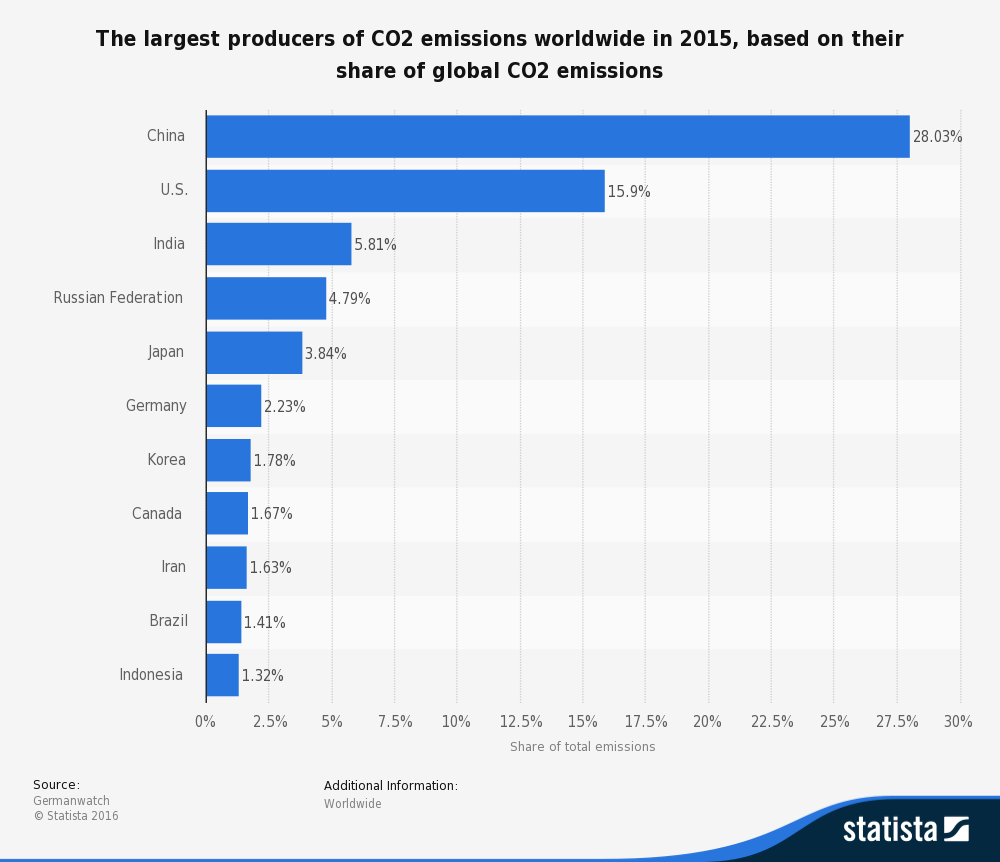 The largest producers of CO2 emissions worldwide in 2015, based on their
share of global CO2 emissions
China
28.03%
U.S.
15.9%
India
5.81%
Russian Federation
4.79%
Japan
3.84%
Germany
2.23%
Korea
1.78%
Canada
1.67%
Iran
1.63%
Brazil
1.41%
Indonesia
1.32%
0% 2.5% 5% 7.5% 10% 12.5% 15% 17.5% 20% 22.5% 25% 27.5% 30%
Share of total emissions
Source:
Germanwatch
© Statista 2016
Additional Information:
Worldwide
statista